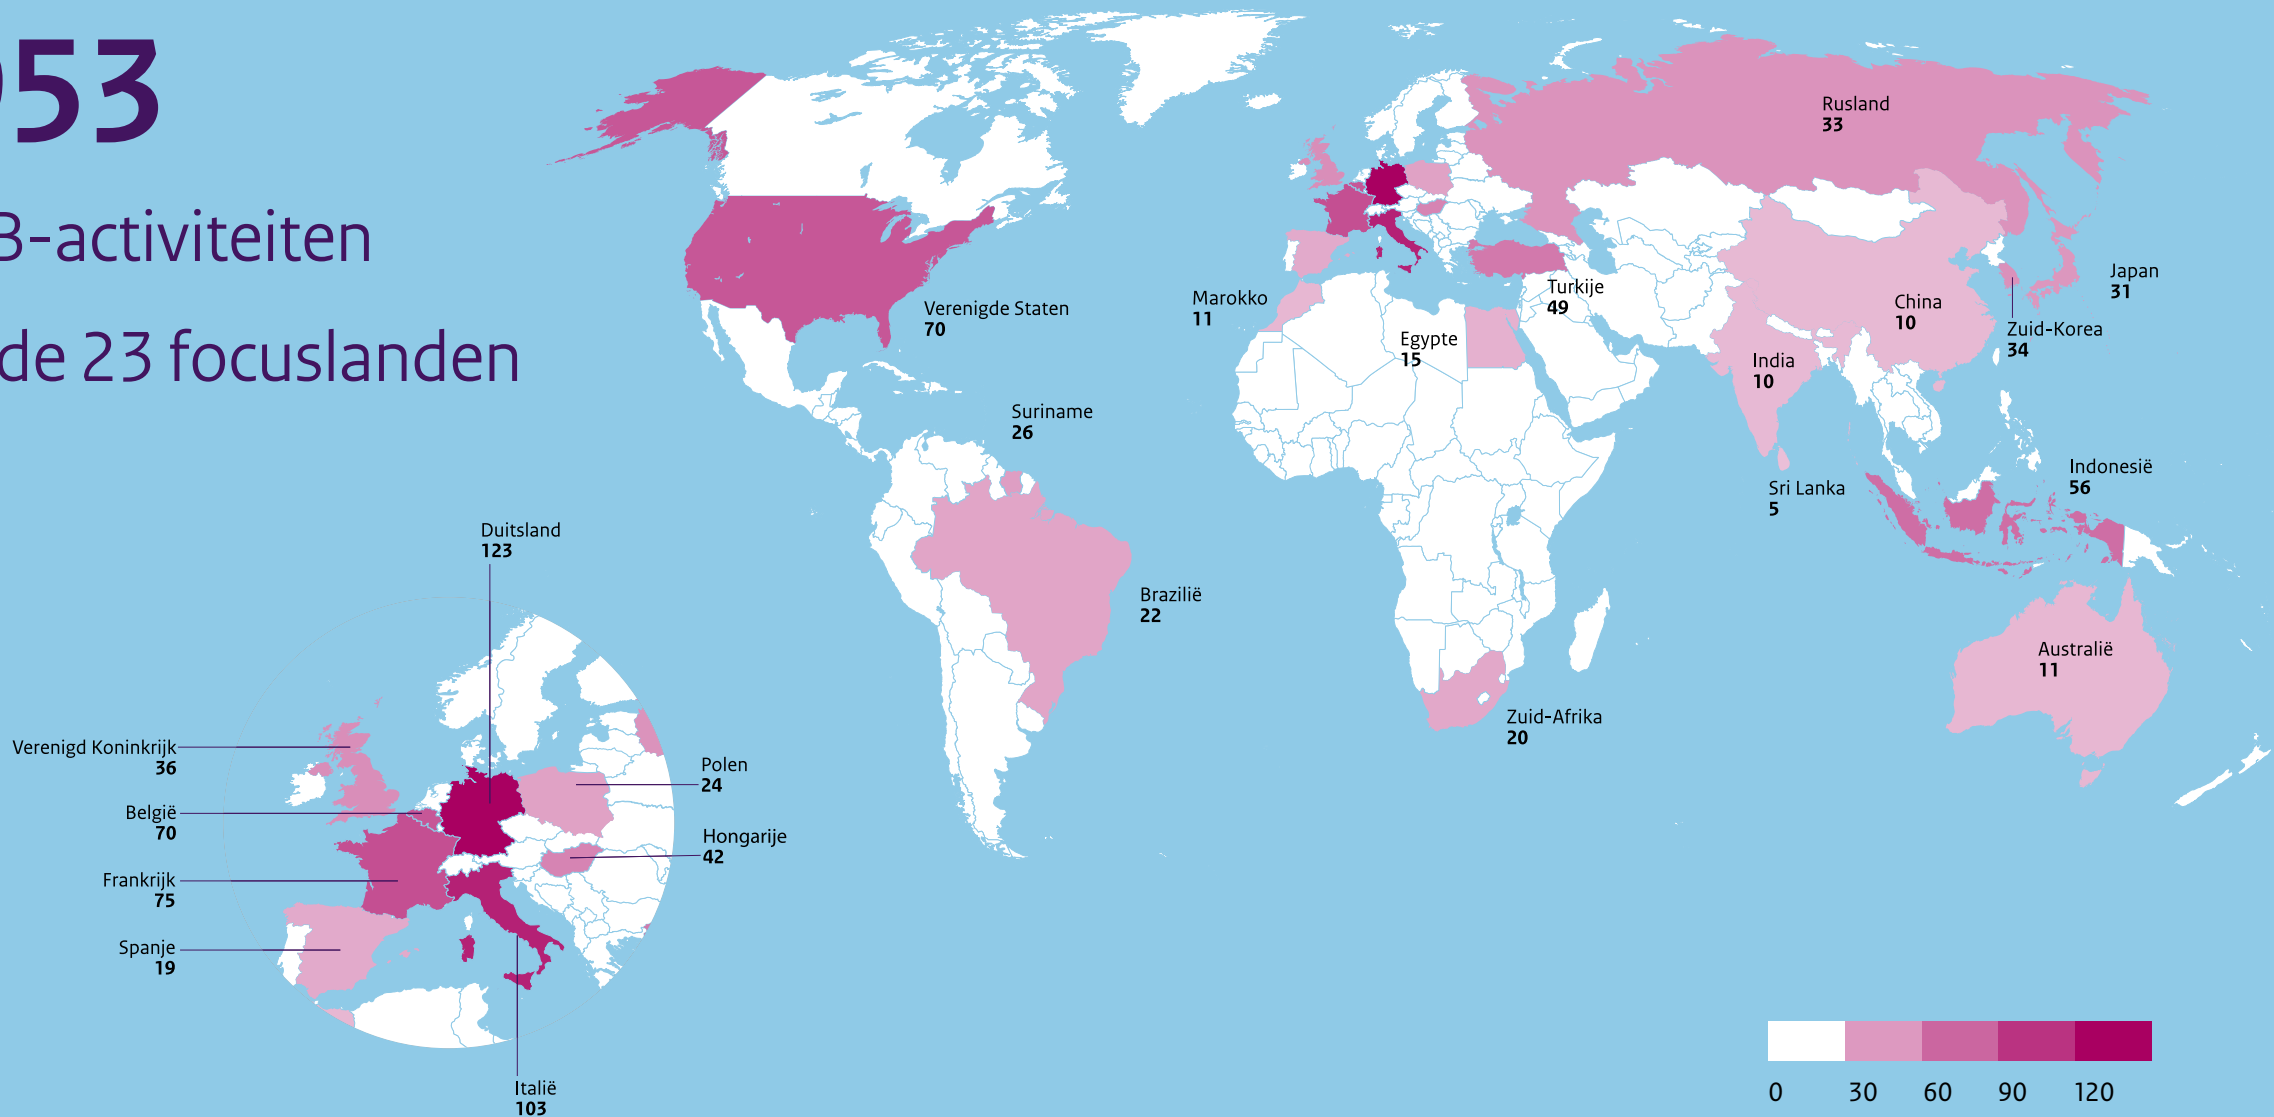 953
B-activiteiten
de 23 focuslanden
Rusland
33
Japan
31
China
10
Zuid-Korea
34
India
10
Turkije
49
Marokko
11
Egypte
15
Verenigde Staten
70
Suriname
26
Indonesië
56
Sri Lanka
5
Brazilië
22
Australië
11
Zuid-Afrika
20
Duitsland
123
Verenigd Koninkrijk
36
Polen
24
België
70
Hongarije
42
Frankrijk
75
Spanje
19
Italië
103
0 30 60 90 120